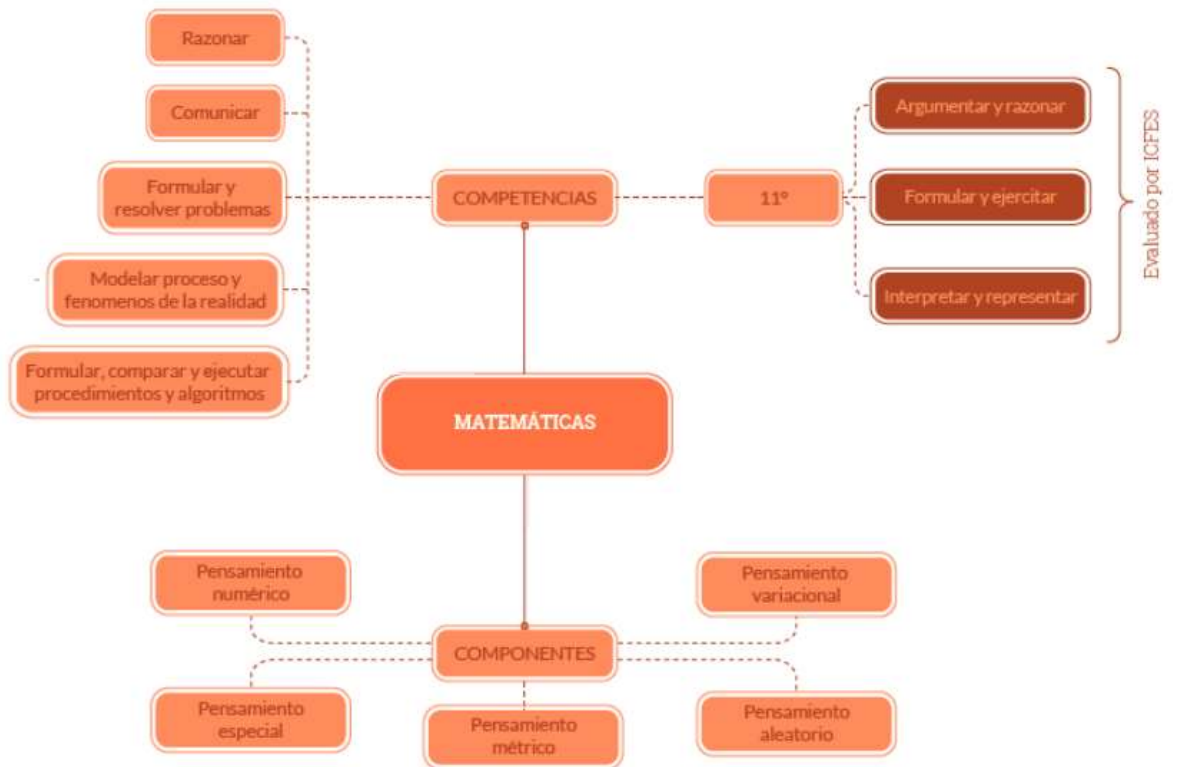 Razonar
Comunicar
Formular y
resolver problemas
Modelar proceso y
fenomenos de la realidad
Formular, comparar y ejecutar
procedimientos y algoritmos
COMPETENCIAS
11°
Argumentar y razonar
Formular y ejercitar
Interpretar y representar
Evaluado por ICFES
MATEMÁTICAS
Pensamiento
numérico
Pensamiento
variacional
COMPONENTES
Pensamiento
especial
Pensamiento
métrico
Pensamiento
aleatorio